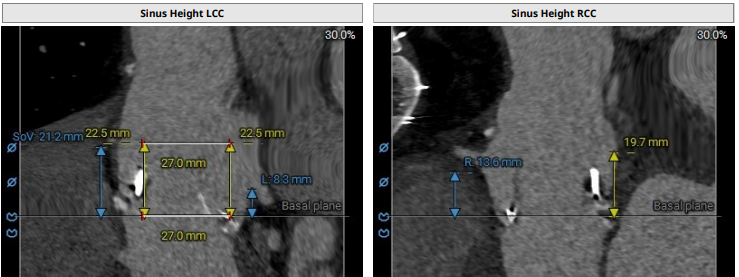 Sinus Height LCC
30.0%
SoV: 21.2 mm
22.5 mm
22.5 mm
27.0 mm
L: 8.3 mm
Basal plane
27.0 mm
Sinus Height RCC
30.0%
19.7 mm
R: 13.6 mm
Basal plane